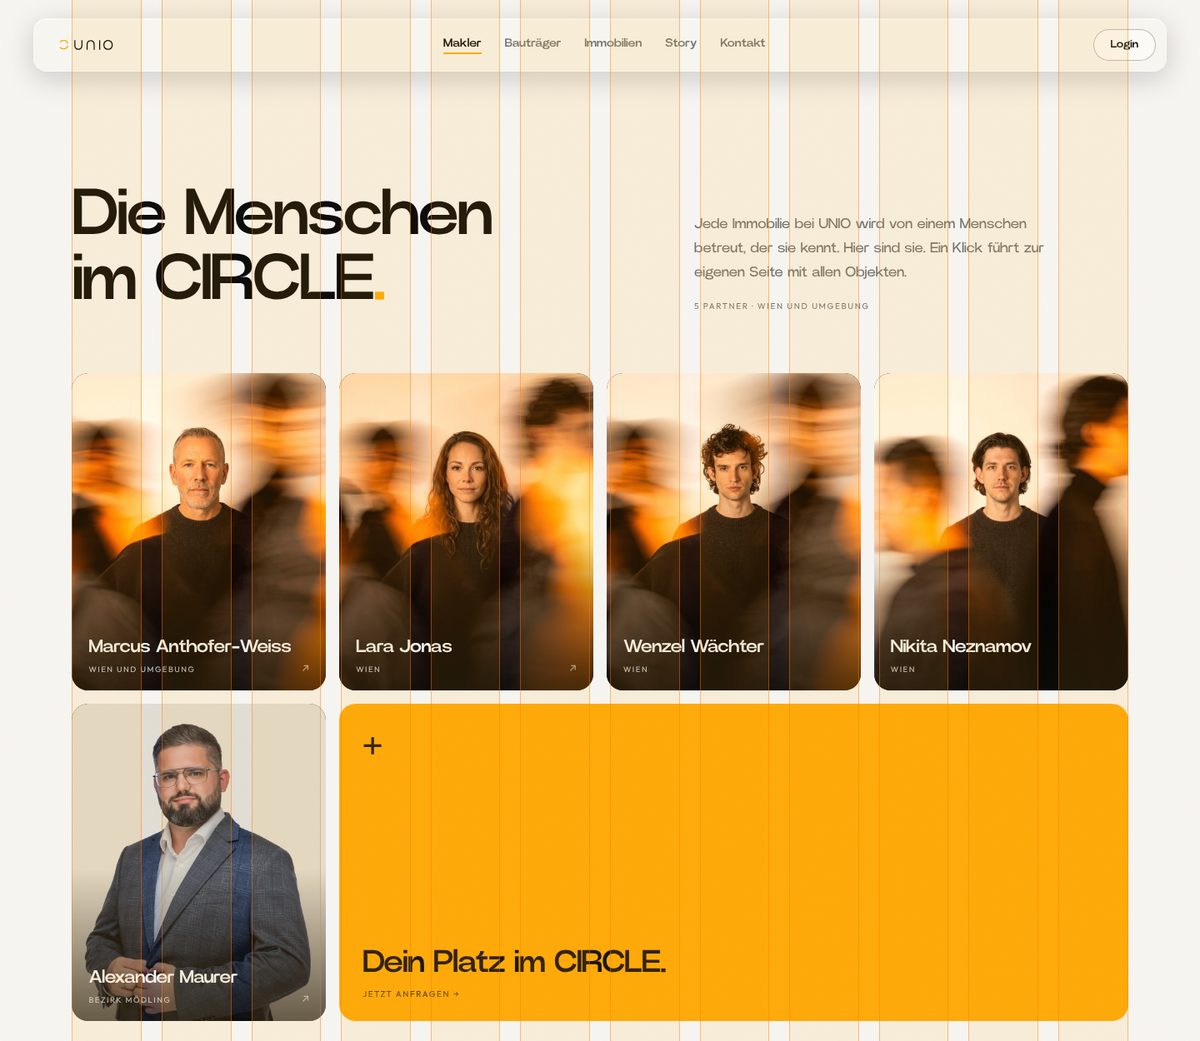 UNIO
Makler
Bauträger
Immobilien
Story
Kontakt
Login
Die Menschen
im CIRCLE.
Jede Immobilie bei UNIO wird von einem Menschen
betreut, der sie kennt. Hier sind sie. Ein Klick führt zur
eigenen Seite mit allen Objekten.
5 PARTNER · WIEN UND UMGEBUNG
Marcus Anthofer-Weiss
WIEN UND UMGEBUNG ↗
Lara Jonas
WIEN ↗
Wenzel Wächter
WIEN
Nikita Neznamov
WIEN
Alexander Maurer
BEZIRK MÖDLING ↗
+
Dein Platz im CIRCLE.
JETZT ANFRAGEN →